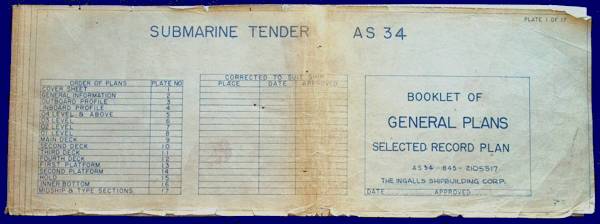 PLATE 1 OF 17
SUBMARINE TENDER AS 34
ORDER OF PLANS PLATE NO
COVER SHEET 1
GENERAL INFORMATION 2
OUTBOARD PROFILE 3
INBOARD PROFILE 4
04 LEVEL & ABOVE 5
03 LEVEL 6
02 LEVEL 7
01 LEVEL 8
MAIN DECK 9
SECOND DECK 10
THIRD DECK 11
FOURTH DECK 12
FIRST PLATFORM 13
SECOND PLATFORM 14
HOLD 15
INNER BOTTOM 16
MIDSHIP & TYPE SECTIONS 17
CORRECTED TO SUIT SHIP
PLACE DATE APPROVED
BOOKLET OF
GENERAL PLANS
SELECTED RECORD PLAN
AS34-845-2105517
THE INGALLS SHIPBUILDING CORP.
DATE APPROVED